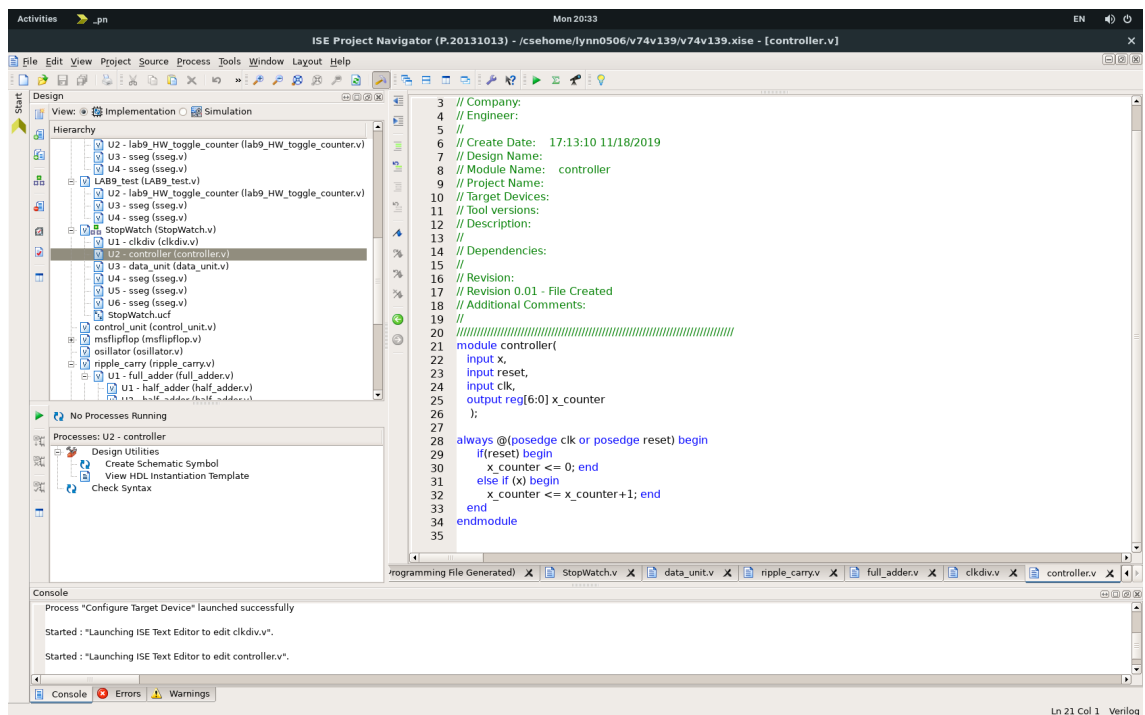 Activities _pn Mon 20:33 EN
ISE Project Navigator (P.20131013) - /csehome/lynn0506/v74v139/v74v139.xise - [controller.v]
File Edit View Project Source Process Tools Window Layout Help
Start
Design
View: Implementation Simulation
Hierarchy
U2 - lab9_HW_toggle_counter (lab9_HW_toggle_counter.v)
U3 - sseg (sseg.v)
U4 - sseg (sseg.v)
LAB9_test (LAB9_test.v)
U2 - lab9_HW_toggle_counter (lab9_HW_toggle_counter.v)
U3 - sseg (sseg.v)
U4 - sseg (sseg.v)
StopWatch (StopWatch.v)
U1 - clkdiv (clkdiv.v)
U2 - controller (controller.v)
U3 - data_unit (data_unit.v)
U4 - sseg (sseg.v)
U5 - sseg (sseg.v)
U6 - sseg (sseg.v)
StopWatch.ucf
control_unit (control_unit.v)
msflipflop (msflipflop.v)
osillator (osillator.v)
ripple_carry (ripple_carry.v)
U1 - full_adder (full_adder.v)
U1 - half_adder (half_adder.v)
U2 - half_adder (half_adder.v)
No Processes Running
Processes: U2 - controller
Design Utilities
Create Schematic Symbol
View HDL Instantiation Template
Check Syntax
3 // Company:
4 // Engineer:
5 //
6 // Create Date: 17:13:10 11/18/2019
7 // Design Name:
8 // Module Name: controller
9 // Project Name:
10 // Target Devices:
11 // Tool versions:
12 // Description:
13 //
14 // Dependencies:
15 //
16 // Revision:
17 // Revision 0.01 - File Created
18 // Additional Comments:
19 //
20 //////////////////////////////////////////////////////////////////////////////////
21 module controller(
22 input x,
23 input reset,
24 input clk,
25 output reg[6:0] x_counter
26 );
27
28 always @(posedge clk or posedge reset) begin
29 if(reset) begin
30 x_counter <= 0; end
31 else if (x) begin
32 x_counter <= x_counter+1; end
33 end
34 endmodule
35
rogramming File Generated) StopWatch.v data_unit.v ripple_carry.v full_adder.v clkdiv.v controller.v
Console
Process "Configure Target Device" launched successfully
Started : "Launching ISE Text Editor to edit clkdiv.v".
Started : "Launching ISE Text Editor to edit controller.v".
Console Errors Warnings
Ln 21 Col 1 Verilog